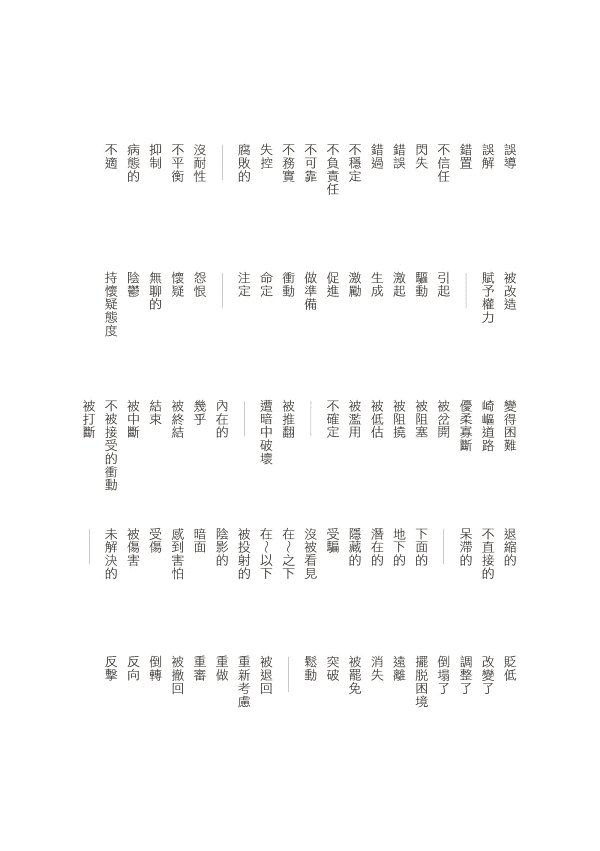 誤導
誤解
錯置
不信任
閃失
錯誤
錯過
不穩定
不負責任
不可靠
不務實
失控
腐敗的
沒耐性
不平衡
抑制
病態的
不適
被改造
賦予權力
引起
驅動
激起
生成
激勵
促進
做準備
衝動
命定
注定
怨恨
懷疑
無聊的
陰鬱
持懷疑態度
變得困難
崎嶇道路
優柔寡斷
被岔開
被阻塞
被阻撓
被低估
被濫用
不確定
被推翻
遭暗中破壞
內在的
幾乎
被終結
結束
被中斷
不被接受的衝動
被打斷
退縮的
不直接的
呆滯的
下面的
地下的
潛在的
隱藏的
受騙
沒被看見
在～之下
在～以下
被投射的
陰影的
暗面
感到害怕
受傷
被傷害
未解決的
貶低
改變了
調整了
倒塌了
擺脫困境
遠離
消失
被罷免
突破
鬆動
被退回
重新考慮
重做
重審
被撤回
倒轉
反向
反擊